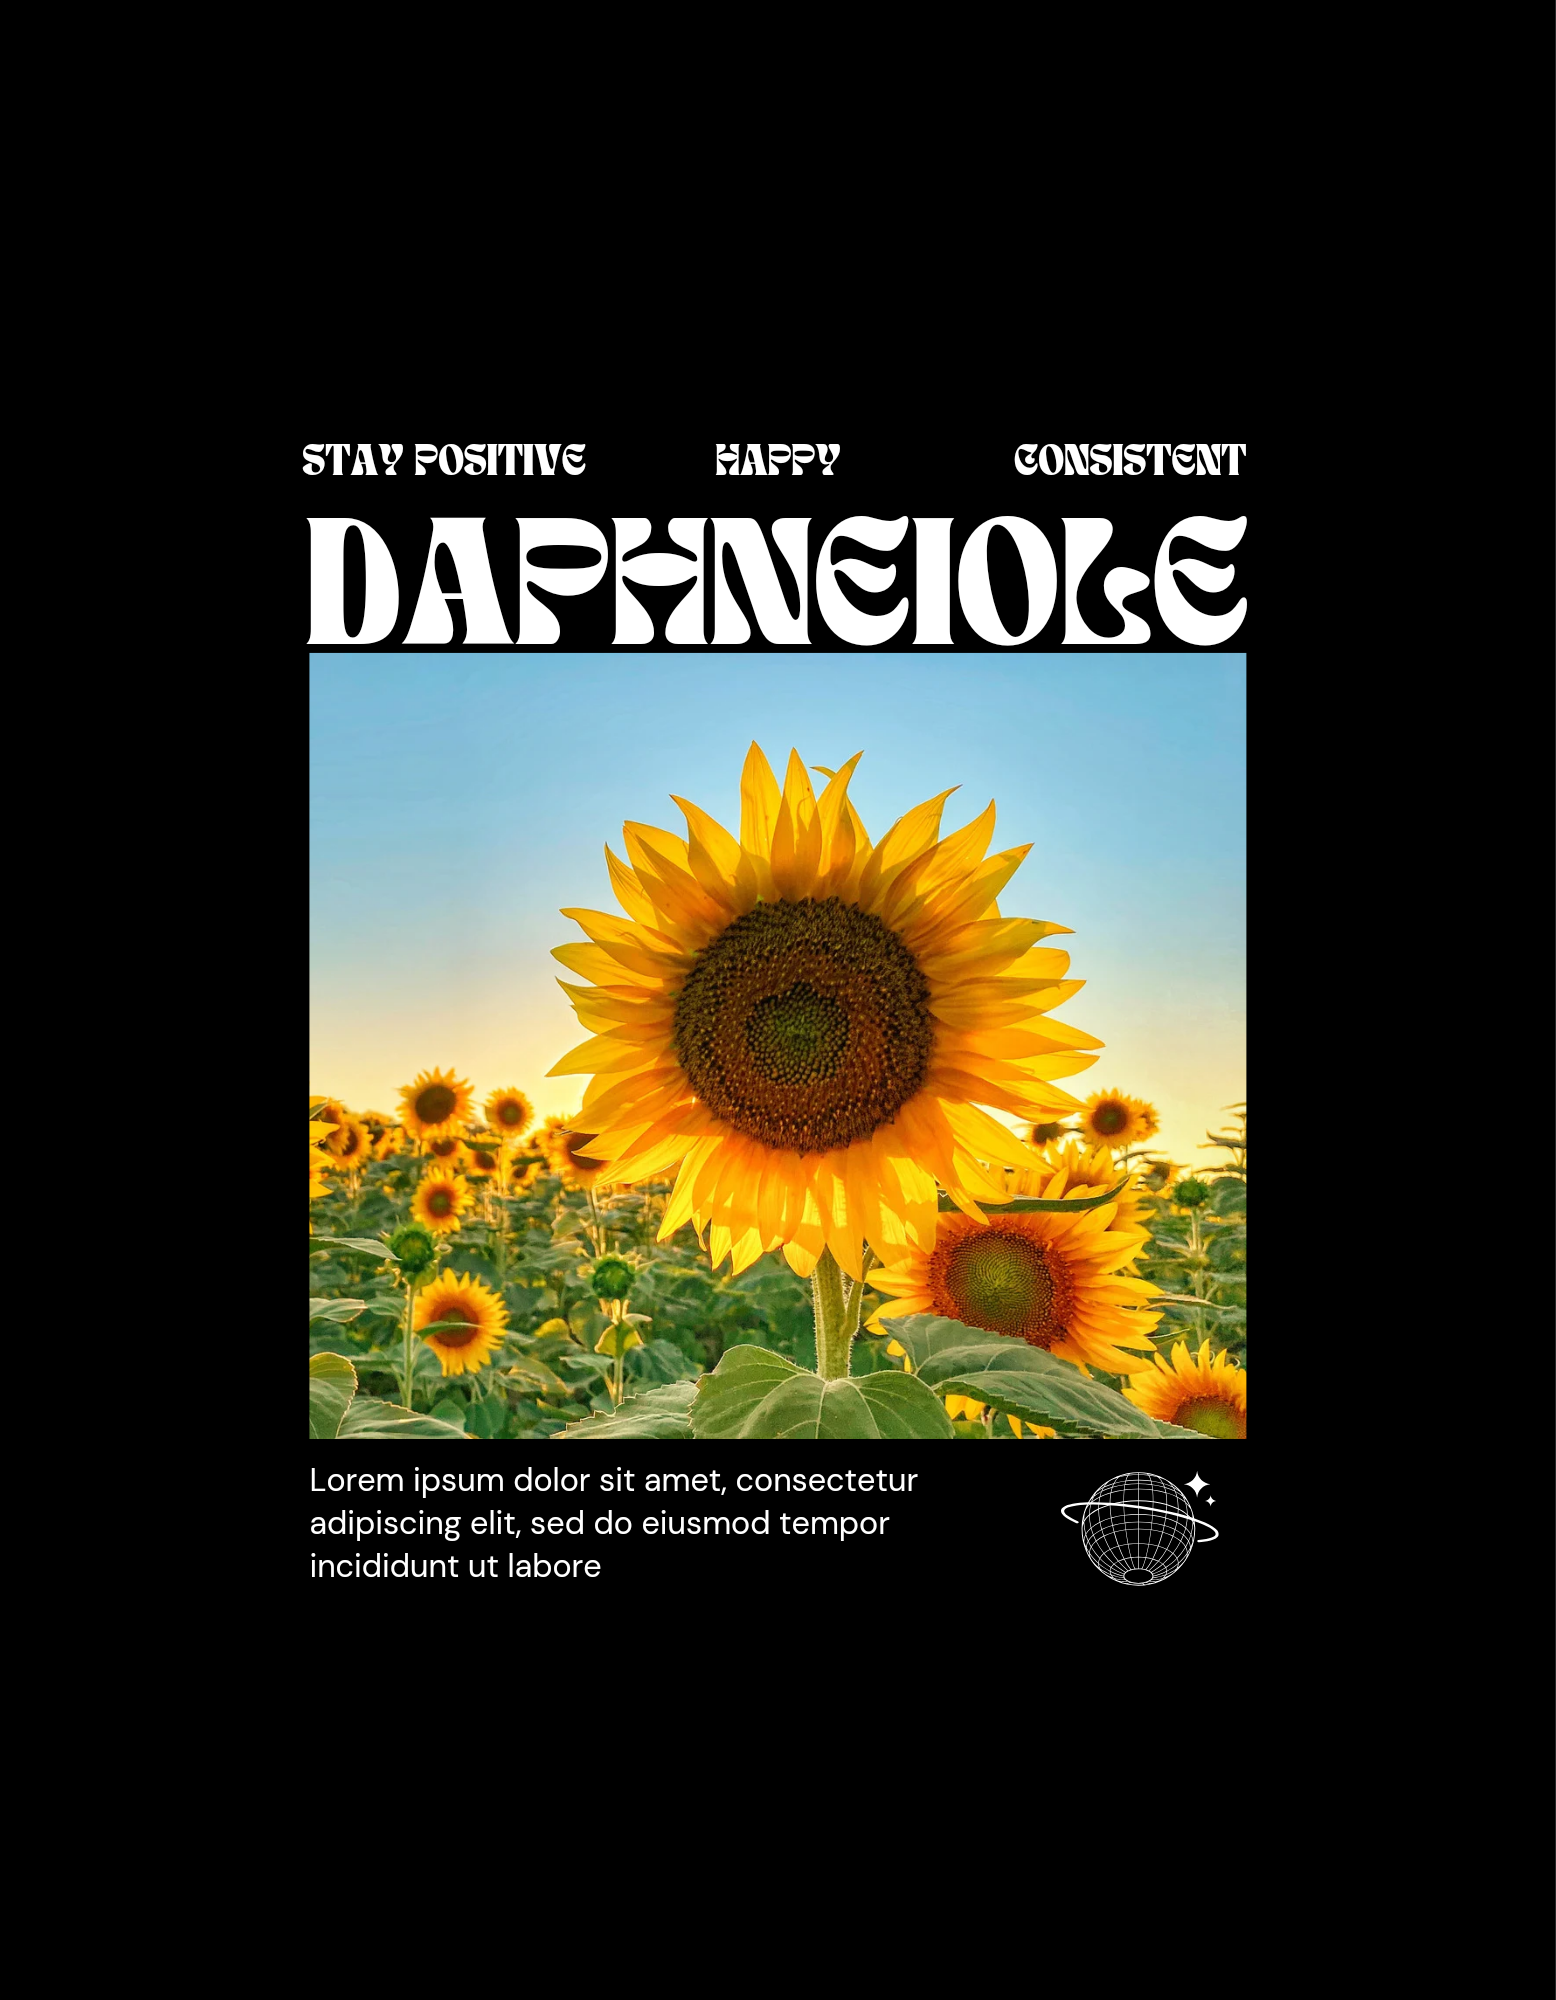 STAY POSITIVE HAPPY CONSISTENT
DAPHNEIOLE
Lorem ipsum dolor sit amet, consectetur
adipiscing elit, sed do eiusmod tempor
incididunt ut labore